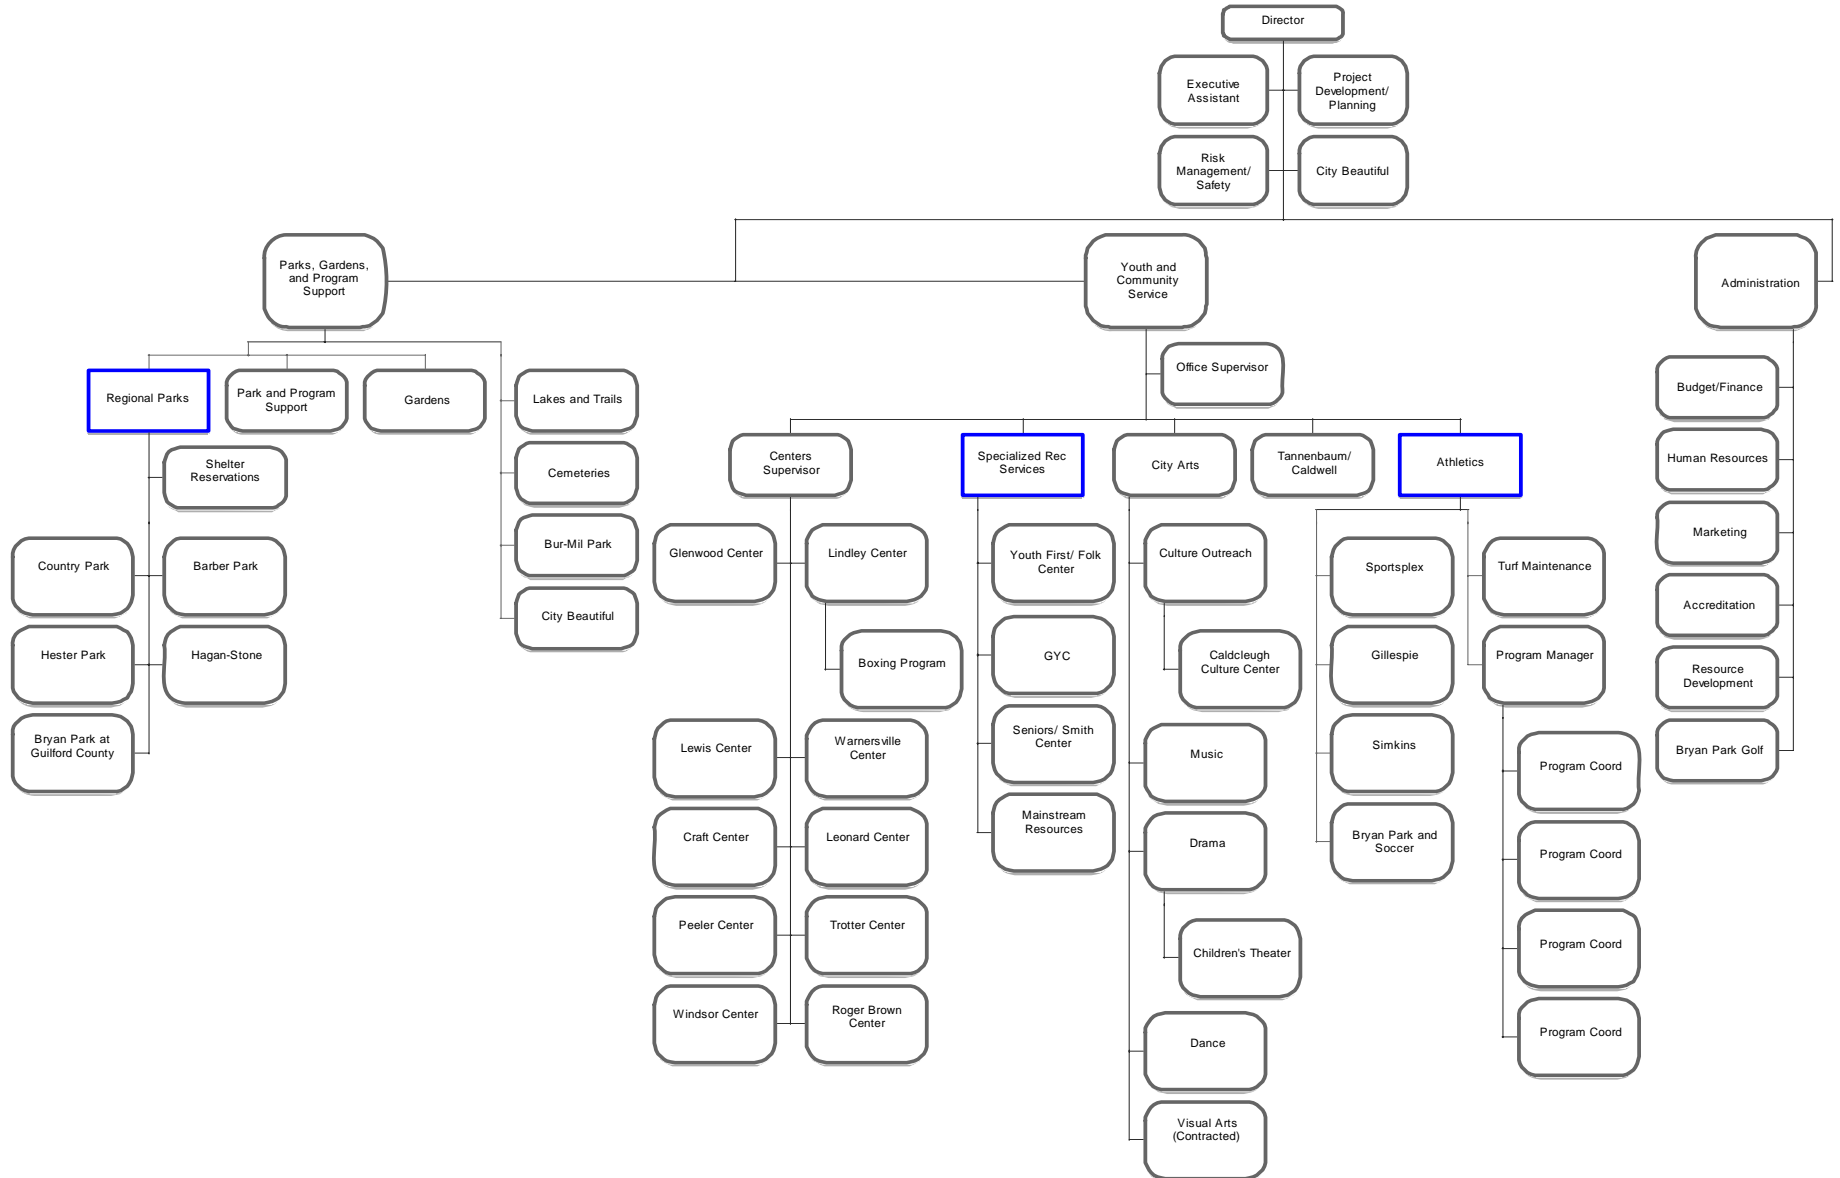 Director
Executive
Assistant
Project
Development/
Planning
Risk
Management/
Safety
City Beautiful
Parks, Gardens,
and Program
Support
Youth and
Community
Service
Administration
Office Supervisor
Regional Parks
Park and Program
Support
Gardens
Lakes and Trails
Cemeteries
Bur-Mil Park
City Beautiful
Shelter
Reservations
Country Park
Barber Park
Hester Park
Hagan-Stone
Bryan Park at
Guilford County
Centers
Supervisor
Specialized Rec
Services
City Arts
Tannenbaum/
Caldwell
Athletics
Glenwood Center
Lindley Center
Boxing Program
Lewis Center
Warnersville
Center
Craft Center
Leonard Center
Peeler Center
Trotter Center
Windsor Center
Roger Brown
Center
Youth First/ Folk
Center
GYC
Seniors/ Smith
Center
Mainstream
Resources
Culture Outreach
Caldcleugh
Culture Center
Music
Drama
Children's Theater
Dance
Visual Arts
(Contracted)
Sportsplex
Gillespie
Simkins
Bryan Park and
Soccer
Turf Maintenance
Program Manager
Program Coord
Program Coord
Program Coord
Program Coord
Budget/Finance
Human Resources
Marketing
Accreditation
Resource
Development
Bryan Park Golf